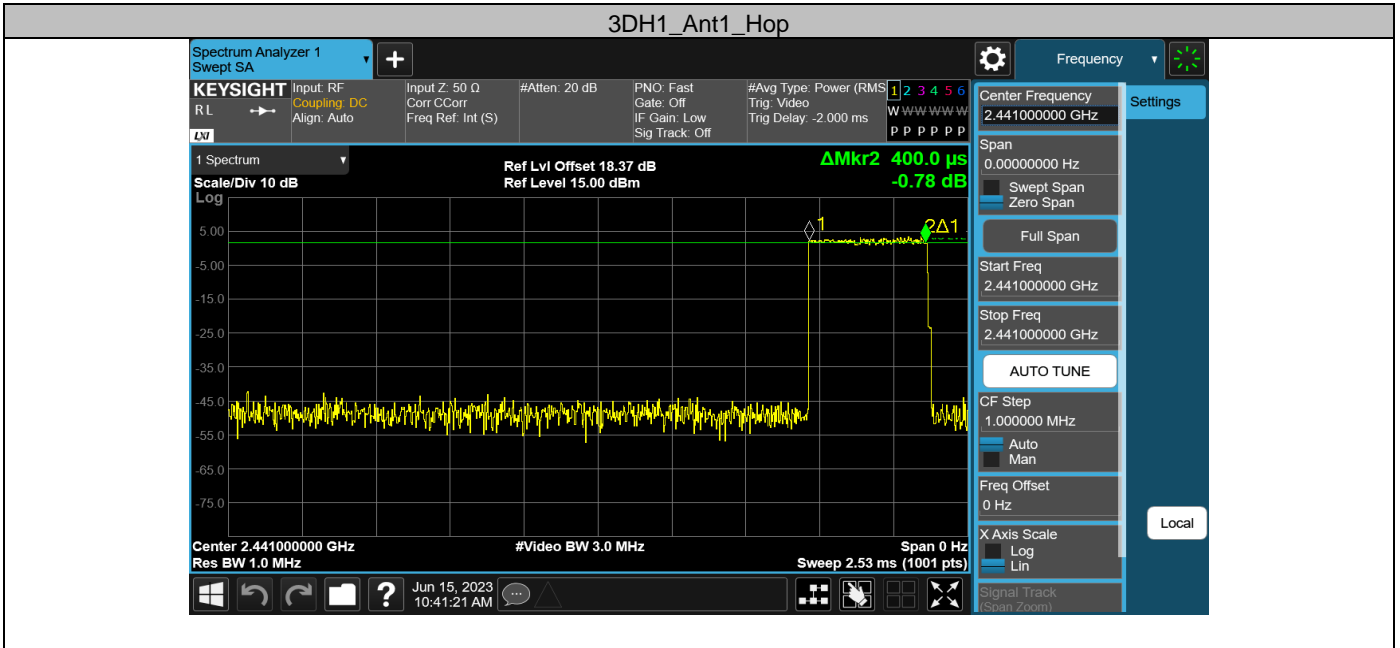 3DH1_Ant1_Hop
Spectrum Analyzer 1
Swept SA
Frequency
KEYSIGHT
RL
LXI
Input: RF
Coupling: DC
Align: Auto
Input Z: 50 Ω
Corr CCorr
Freq Ref: Int (S)
#Atten: 20 dB
PNO: Fast
Gate: Off
IF Gain: Low
Sig Track: Off
#Avg Type: Power (RMS
Trig: Video
Trig Delay: -2.000 ms
1 2 3 4 5 6
W W W W W W
P P P P P P
1 Spectrum
Scale/Div 10 dB
Ref Lvl Offset 18.37 dB
Ref Level 15.00 dBm
ΔMkr2 400.0 µs
-0.78 dB
Log
5.00
-5.00
-15.0
-25.0
-35.0
-45.0
-55.0
-65.0
-75.0
1
2Δ1
Center 2.441000000 GHz
Res BW 1.0 MHz
#Video BW 3.0 MHz
Span 0 Hz
Sweep 2.53 ms (1001 pts)
Center Frequency
2.441000000 GHz
Settings
Span
0.00000000 Hz
Swept Span
Zero Span
Full Span
Start Freq
2.441000000 GHz
Stop Freq
2.441000000 GHz
AUTO TUNE
CF Step
1.000000 MHz
Auto
Man
Freq Offset
0 Hz
X Axis Scale
Log
Lin
Local
Signal Track
(Span Zoom)
?
Jun 15, 2023
10:41:21 AM